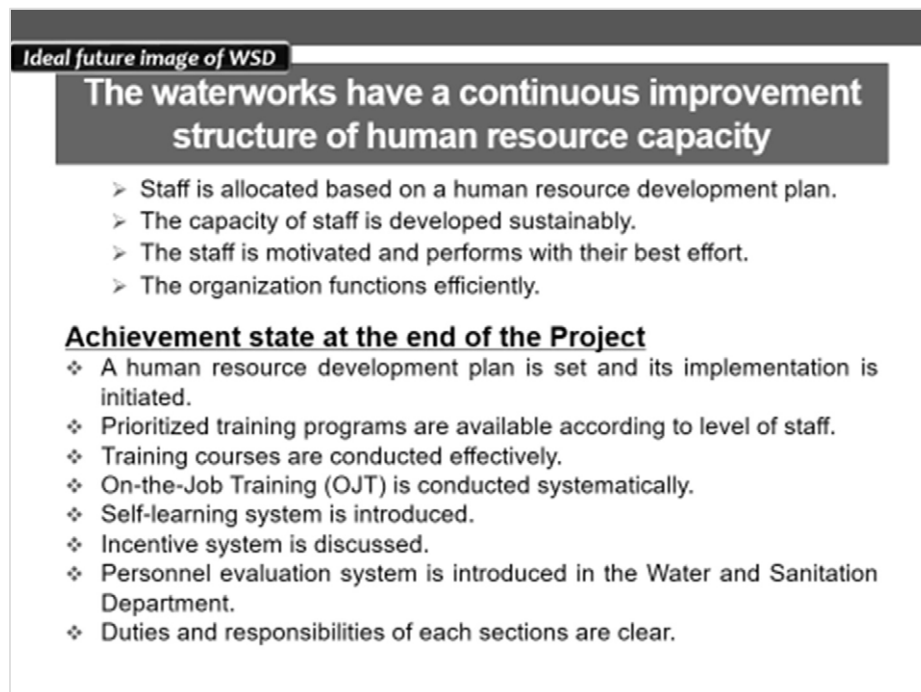 Ideal future image of WSD
The waterworks have a continuous improvement
structure of human resource capacity
➢ Staff is allocated based on a human resource development plan.
➢ The capacity of staff is developed sustainably.
➢ The staff is motivated and performs with their best effort.
➢ The organization functions efficiently.
Achievement state at the end of the Project
❖ A human resource development plan is set and its implementation is
initiated.
❖ Prioritized training programs are available according to level of staff.
❖ Training courses are conducted effectively.
❖ On-the-Job Training (OJT) is conducted systematically.
❖ Self-learning system is introduced.
❖ Incentive system is discussed.
❖ Personnel evaluation system is introduced in the Water and Sanitation
Department.
❖ Duties and responsibilities of each sections are clear.